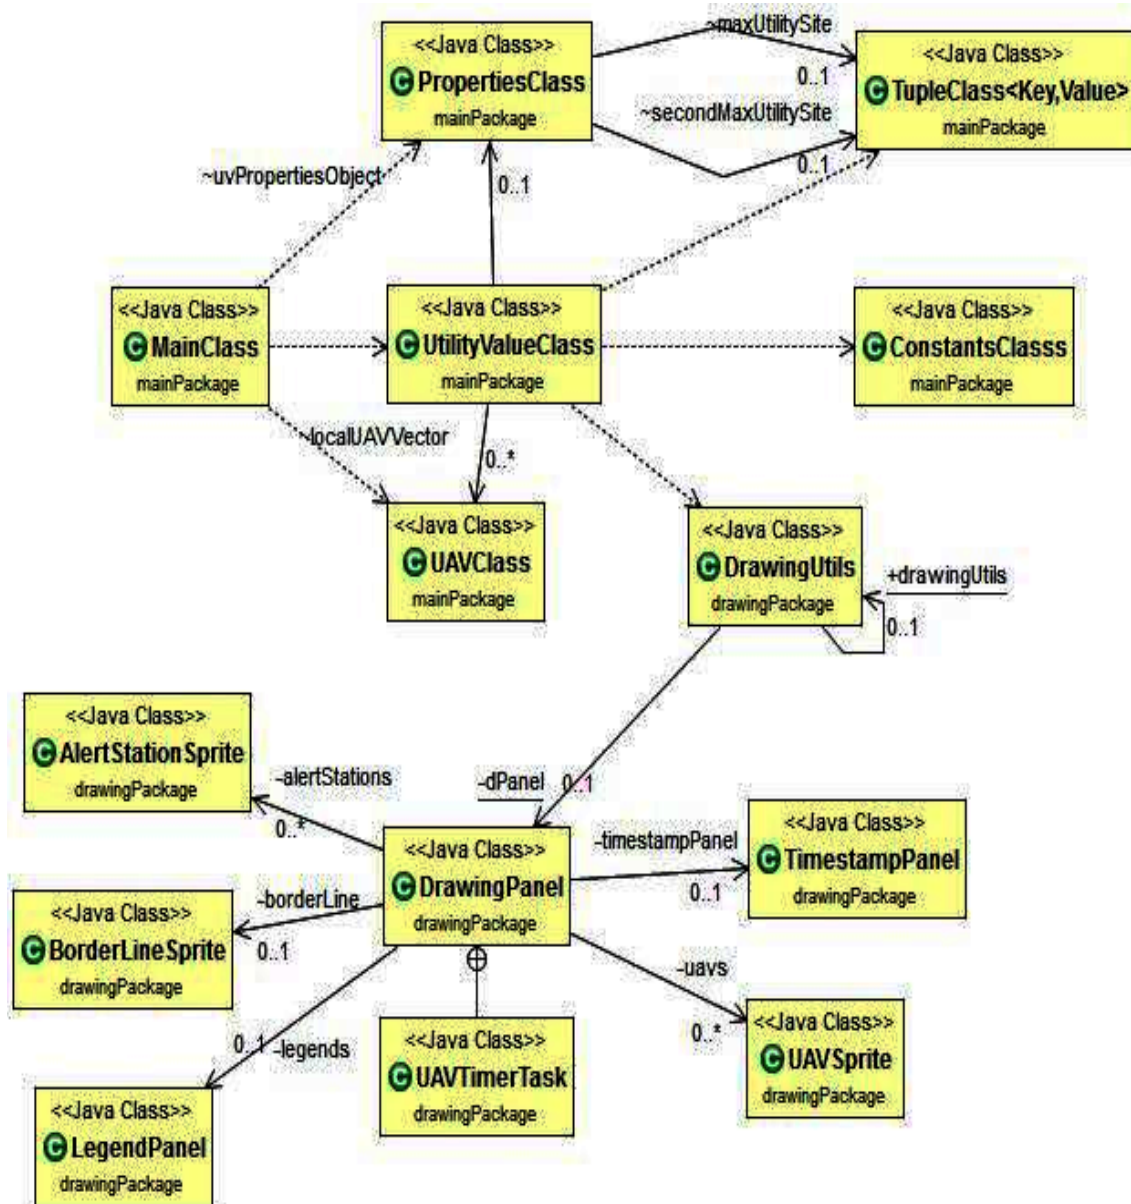 <<Java Class>>
PropertiesClass
mainPackage
~maxUtilitySite
0..1
<<Java Class>>
TupleClass<Key,Value>
mainPackage
~secondMaxUtilitySite
0..1
~uvPropertiesObject
0..1
<<Java Class>>
MainClass
mainPackage
<<Java Class>>
UtilityValueClass
mainPackage
<<Java Class>>
ConstantsClasss
mainPackage
~localUAVVector
0..*
<<Java Class>>
UAVClass
mainPackage
<<Java Class>>
DrawingUtils
drawingPackage
+drawingUtils
0..1
<<Java Class>>
AlertStationSprite
drawingPackage
-alertStations
0..*
-dPanel
0..1
<<Java Class>>
DrawingPanel
drawingPackage
-timestampPanel
0..1
<<Java Class>>
TimestampPanel
drawingPackage
<<Java Class>>
BorderLineSprite
drawingPackage
-borderLine
0..1
-uavs
0..*
<<Java Class>>
UAVSprite
drawingPackage
0..1
-legends
<<Java Class>>
UAVTimerTask
drawingPackage
<<Java Class>>
LegendPanel
drawingPackage